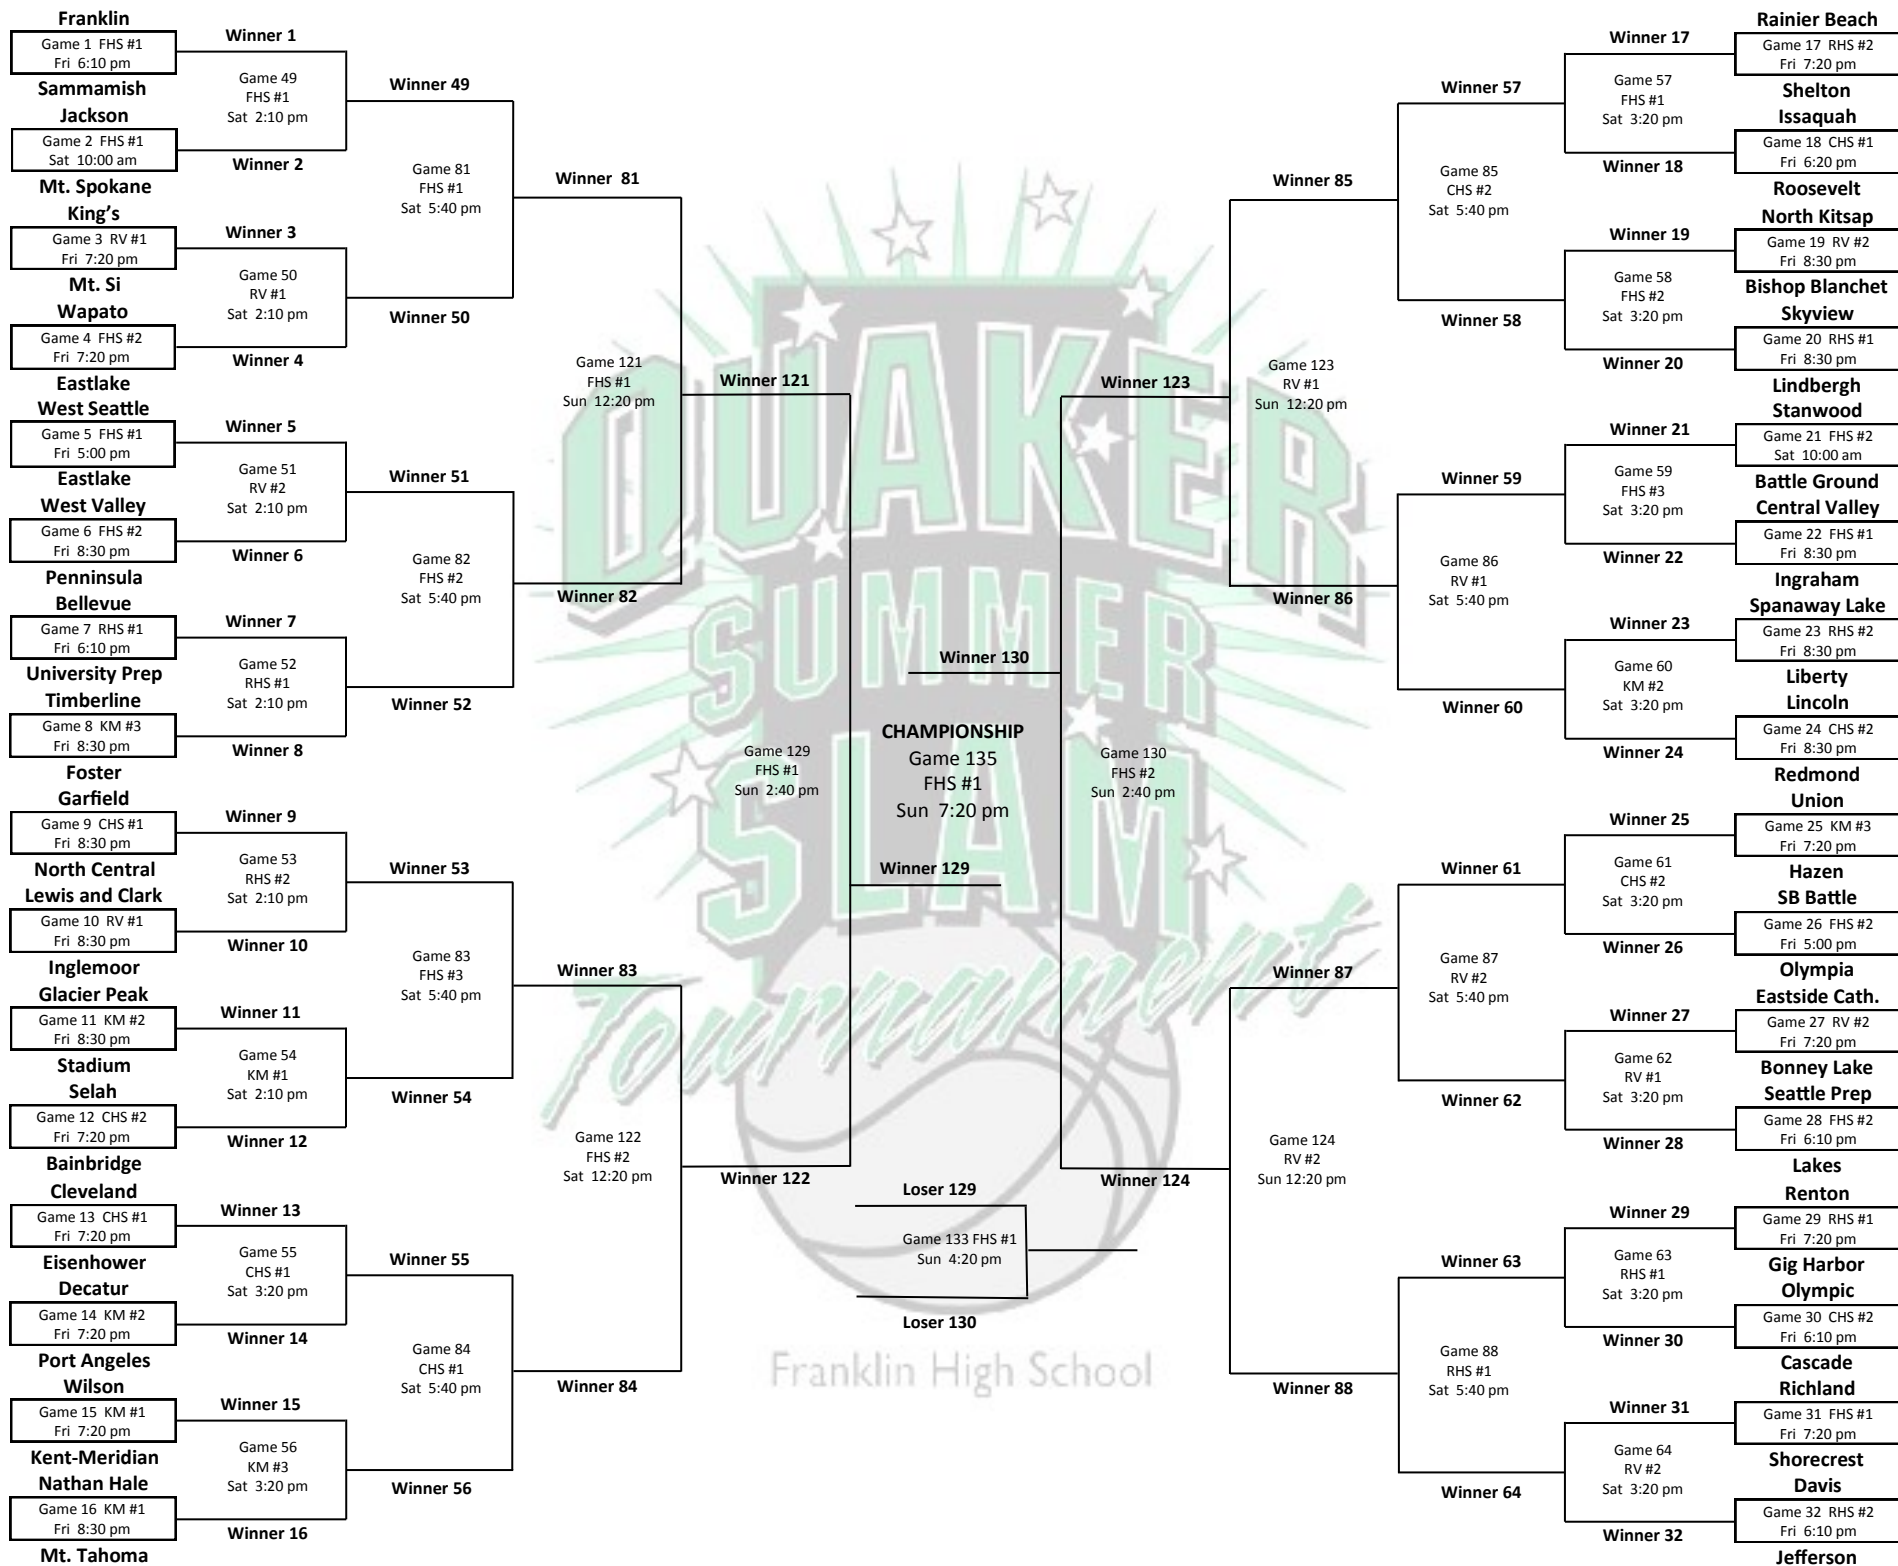 Franklin
Game 1 FHS #1
Fri 6:10 pm
Sammamish
Jackson
Game 2 FHS #1
Sat 10:00 am
Mt. Spokane
King's
Game 3 RV #1
Fri 7:20 pm
Mt. Si
Wapato
Game 4 FHS #2
Fri 7:20 pm
Eastlake
West Seattle
Game 5 FHS #1
Fri 5:00 pm
Eastlake
West Valley
Game 6 FHS #2
Fri 8:30 pm
Penninsula
Bellevue
Game 7 RHS #1
Fri 6:10 pm
University Prep
Timberline
Game 8 KM #3
Fri 8:30 pm
Foster
Garfield
Game 9 CHS #1
Fri 8:30 pm
North Central
Lewis and Clark
Game 10 RV #1
Fri 8:30 pm
Inglemoor
Glacier Peak
Game 11 KM #2
Fri 8:30 pm
Stadium
Selah
Game 12 CHS #2
Fri 7:20 pm
Bainbridge
Cleveland
Game 13 CHS #1
Fri 7:20 pm
Eisenhower
Decatur
Game 14 KM #2
Fri 7:20 pm
Port Angeles
Wilson
Game 15 KM #1
Fri 7:20 pm
Kent-Meridian
Nathan Hale
Game 16 KM #1
Fri 8:30 pm
Mt. Tahoma
Winner 1
Game 49
FHS #1
Sat 2:10 pm
Winner 2
Winner 3
Game 50
RV #1
Sat 2:10 pm
Winner 4
Winner 5
Game 51
RV #2
Sat 2:10 pm
Winner 6
Winner 7
Game 52
RHS #1
Sat 2:10 pm
Winner 8
Winner 9
Game 53
RHS #2
Sat 2:10 pm
Winner 10
Winner 11
Game 54
KM #1
Sat 2:10 pm
Winner 12
Winner 13
Game 55
CHS #1
Sat 3:20 pm
Winner 14
Winner 15
Game 56
KM #3
Sat 3:20 pm
Winner 16
Winner 49
Game 81
FHS #1
Sat 5:40 pm
Winner 50
Winner 51
Game 82
FHS #2
Sat 5:40 pm
Winner 52
Winner 53
Game 83
FHS #3
Sat 5:40 pm
Winner 54
Winner 55
Game 84
CHS #1
Sat 5:40 pm
Winner 56
Winner 81
Game 121
FHS #1
Sun 12:20 pm
Winner 82
Winner 83
Game 122
FHS #2
Sat 12:20 pm
Winner 84
Winner 121
Game 129
FHS #1
Sun 2:40 pm
Winner 122
QUAKER
SUMMER
SLAM
Tournament
Franklin High School
Winner 130
CHAMPIONSHIP
Game 135
FHS #1
Sun 7:20 pm
Winner 129
Loser 129
Game 133 FHS #1
Sun 4:20 pm
Loser 130
Winner 123
Game 130
FHS #2
Sun 2:40 pm
Winner 124
Winner 85
Game 123
RV #1
Sun 12:20 pm
Winner 86
Winner 87
Game 124
RV #2
Sun 12:20 pm
Winner 88
Winner 57
Game 85
CHS #2
Sat 5:40 pm
Winner 58
Winner 59
Game 86
RV #1
Sat 5:40 pm
Winner 60
Winner 61
Game 87
RV #2
Sat 5:40 pm
Winner 62
Winner 63
Game 88
RHS #1
Sat 5:40 pm
Winner 64
Winner 17
Game 57
FHS #1
Sat 3:20 pm
Winner 18
Winner 19
Game 58
FHS #2
Sat 3:20 pm
Winner 20
Winner 21
Game 59
FHS #3
Sat 3:20 pm
Winner 22
Winner 23
Game 60
KM #2
Sat 3:20 pm
Winner 24
Winner 25
Game 61
CHS #2
Sat 3:20 pm
Winner 26
Winner 27
Game 62
RV #1
Sat 3:20 pm
Winner 28
Winner 29
Game 63
RHS #1
Sat 3:20 pm
Winner 30
Winner 31
Game 64
RV #2
Sat 3:20 pm
Winner 32
Rainier Beach
Game 17 RHS #2
Fri 7:20 pm
Shelton
Issaquah
Game 18 CHS #1
Fri 6:20 pm
Roosevelt
North Kitsap
Game 19 RV #2
Fri 8:30 pm
Bishop Blanchet
Skyview
Game 20 RHS #1
Fri 8:30 pm
Lindbergh
Stanwood
Game 21 FHS #2
Sat 10:00 am
Battle Ground
Central Valley
Game 22 FHS #1
Fri 8:30 pm
Ingraham
Spanaway Lake
Game 23 RHS #2
Fri 8:30 pm
Liberty
Lincoln
Game 24 CHS #2
Fri 8:30 pm
Redmond
Union
Game 25 KM #3
Fri 7:20 pm
Hazen
SB Battle
Game 26 FHS #2
Fri 5:00 pm
Olympia
Eastside Cath.
Game 27 RV #2
Fri 7:20 pm
Bonney Lake
Seattle Prep
Game 28 FHS #2
Fri 6:10 pm
Lakes
Renton
Game 29 RHS #1
Fri 7:20 pm
Gig Harbor
Olympic
Game 30 CHS #2
Fri 6:10 pm
Cascade
Richland
Game 31 FHS #1
Fri 7:20 pm
Shorecrest
Davis
Game 32 RHS #2
Fri 6:10 pm
Jefferson